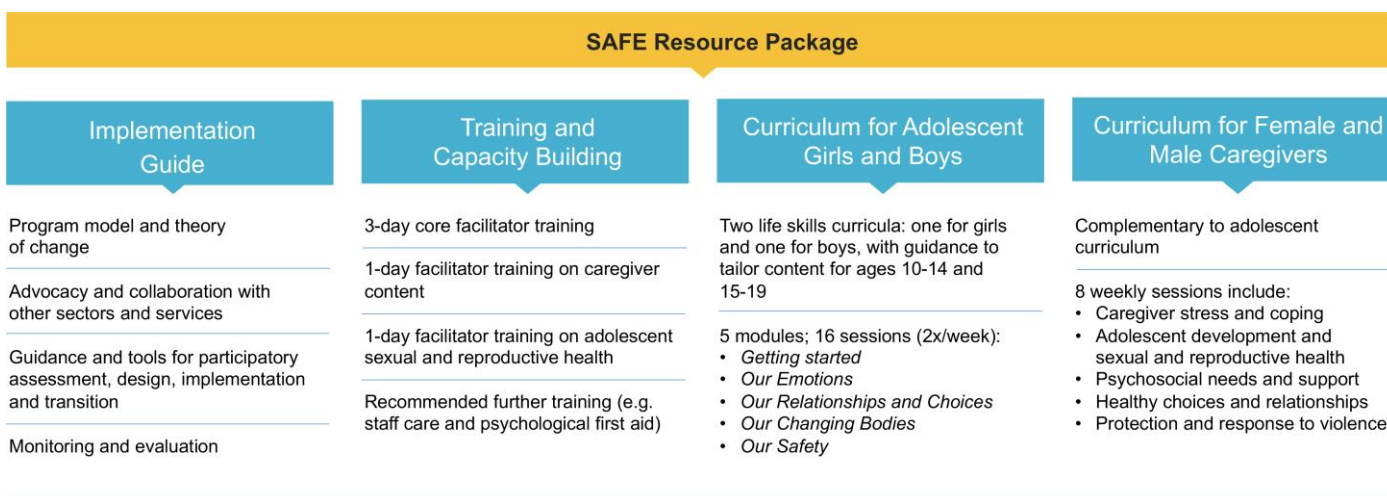 SAFE Resource Package
Implementation
Guide
Program model and theory
of change
Advocacy and collaboration with
other sectors and services
Guidance and tools for participatory
assessment, design, implementation
and transition
Monitoring and evaluation
Training and
Capacity Building
3-day core facilitator training
1-day facilitator training on caregiver
content
1-day facilitator training on adolescent
sexual and reproductive health
Recommended further training (e.g.
staff care and psychological first aid)
Curriculum for Adolescent
Girls and Boys
Two life skills curricula: one for girls
and one for boys, with guidance to
tailor content for ages 10-14 and
15-19
5 modules; 16 sessions (2x/week):
• Getting started
• Our Emotions
• Our Relationships and Choices
• Our Changing Bodies
• Our Safety
Curriculum for Female and
Male Caregivers
Complementary to adolescent
curriculum
8 weekly sessions include:
• Caregiver stress and coping
• Adolescent development and
sexual and reproductive health
• Psychosocial needs and support
• Healthy choices and relationships
• Protection and response to violence